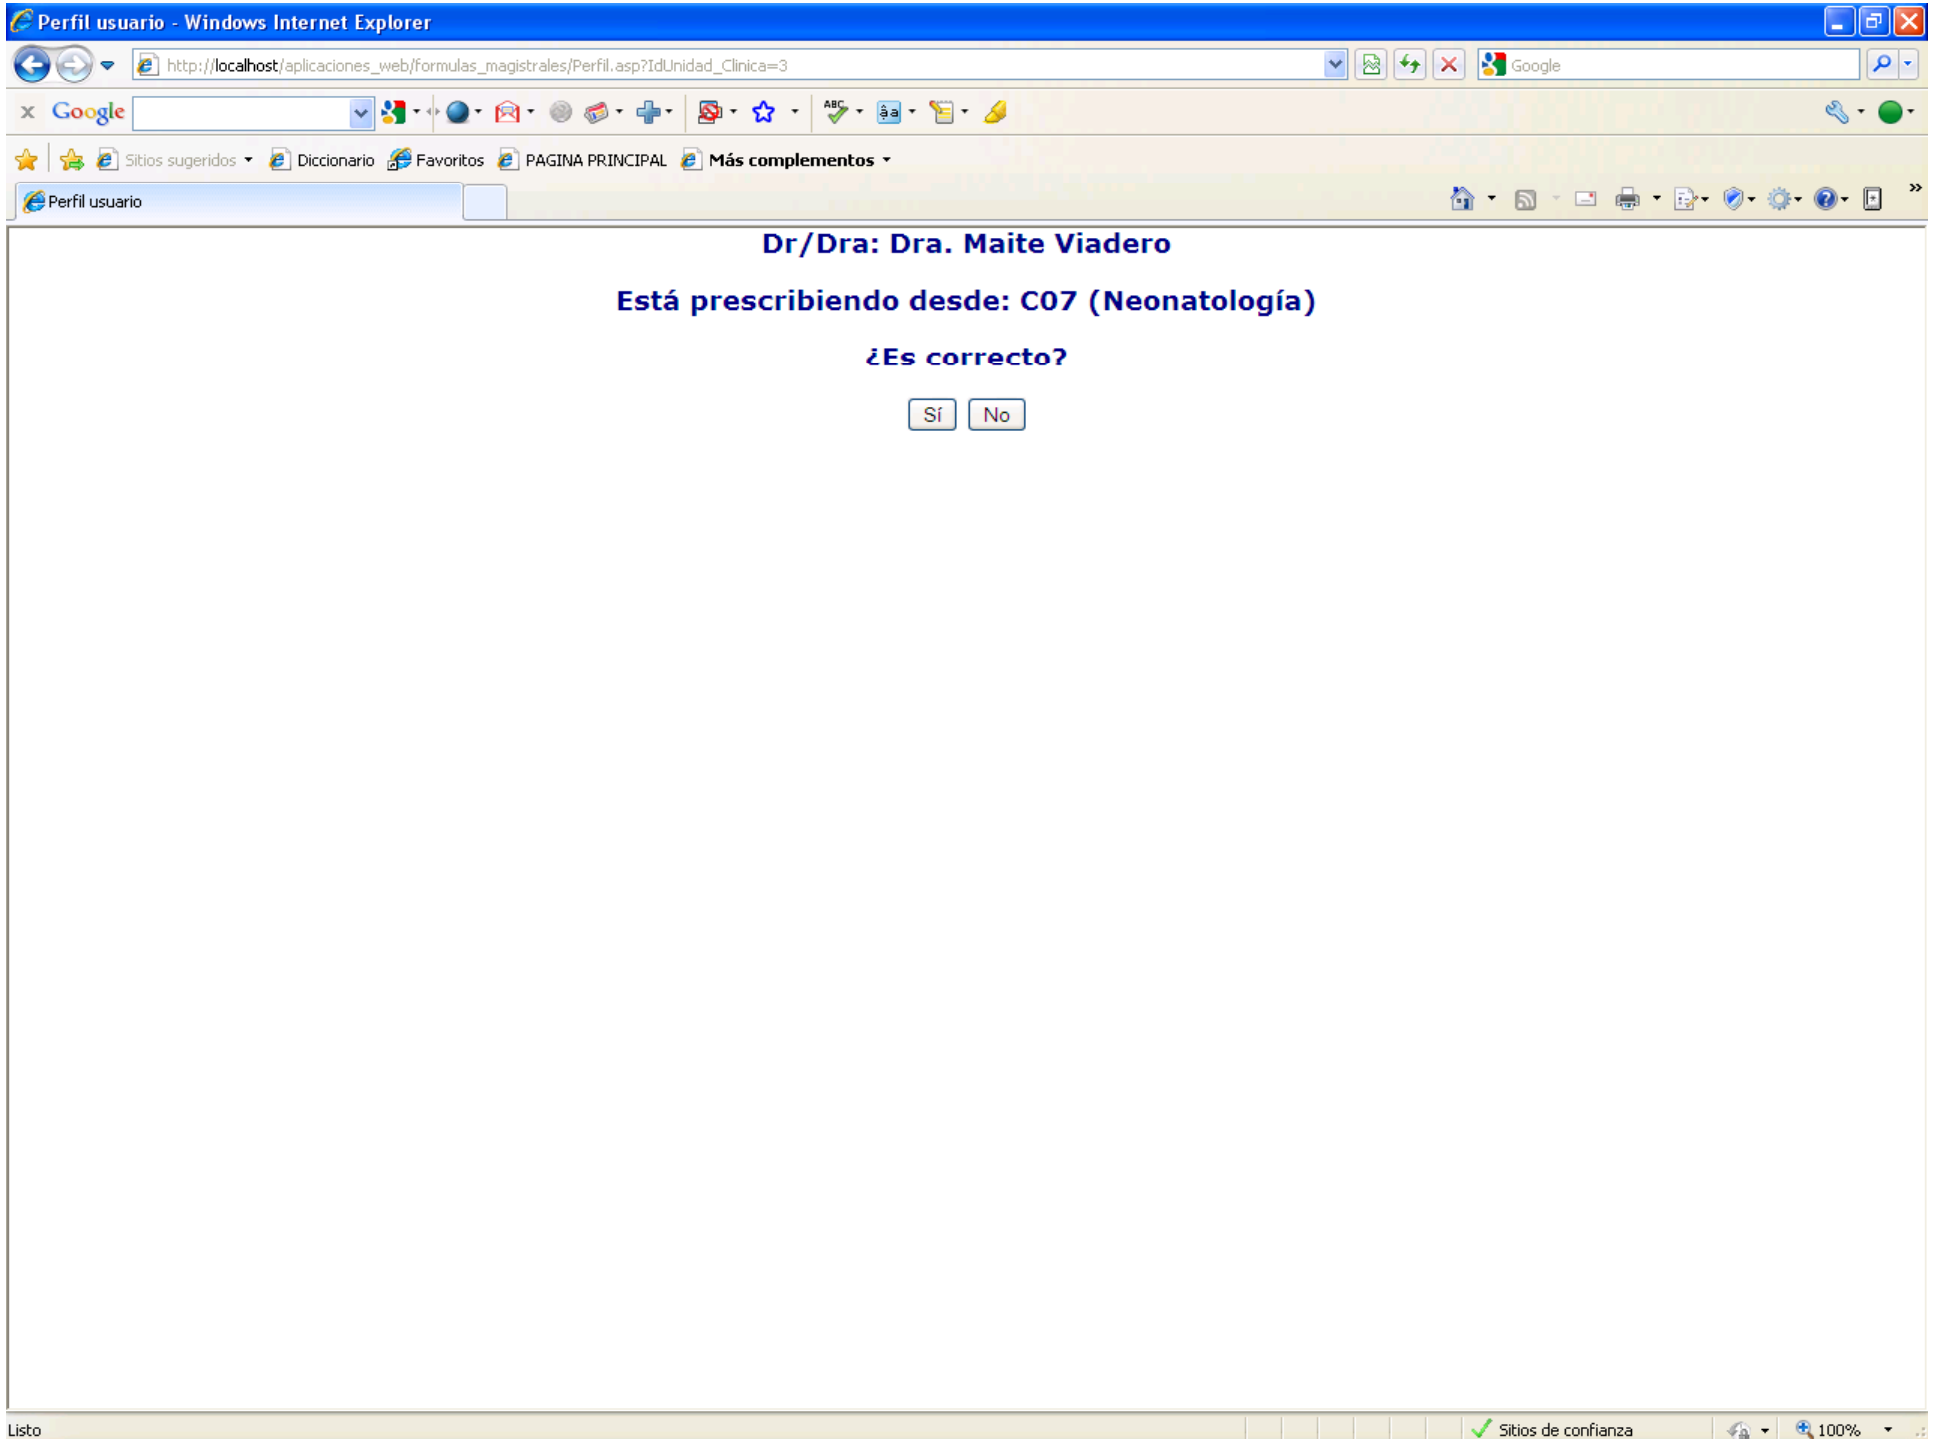 Perfil usuario - Windows Internet Explorer
http://localhost/aplicaciones_web/formulas_magistrales/Perfil.asp?IdUnidad_Clinica=3
Google
x Google
ABC
âa
Sitios sugeridos
Diccionario
Favoritos
PAGINA PRINCIPAL
Más complementos
Perfil usuario
»
Dr/Dra: Dra. Maite Viadero
Está prescribiendo desde: C07 (Neonatología)
¿Es correcto?
Sí
No
Listo
Sitios de confianza
100%